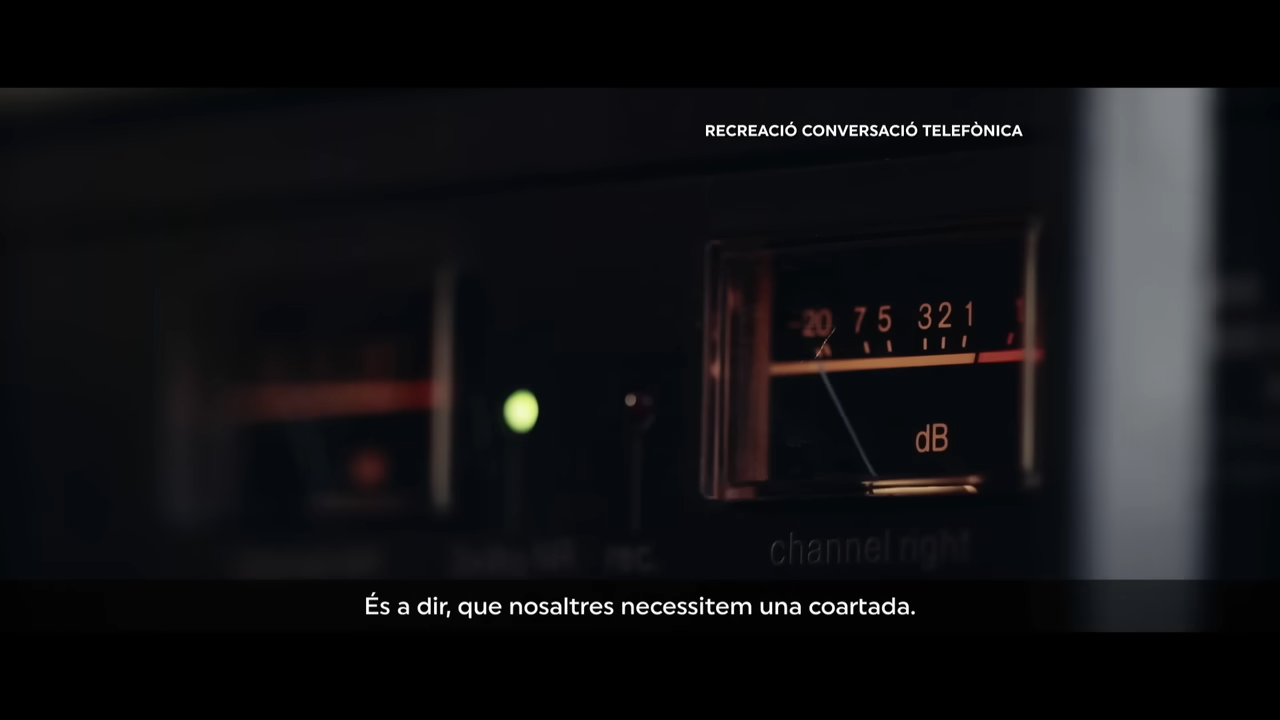 RECREACIÓ CONVERSACIÓ TELEFÒNICA
-20 7 5 3 2 1
dB
rec.
channel right
És a dir, que nosaltres necessitem una coartada.